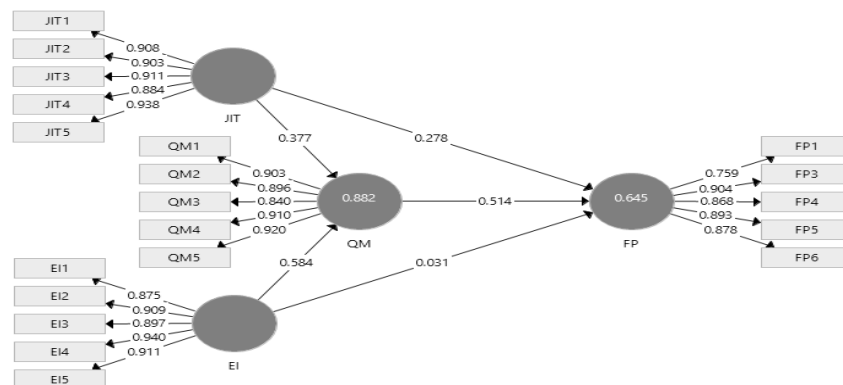 JIT1
JIT2
JIT3
JIT4
JIT5
0.908
0.903
0.911
0.884
0.938
JIT
0.377
0.278
QM1
QM2
QM3
QM4
QM5
0.903
0.896
0.840
0.910
0.920
0.882
QM
0.514
0.645
FP
FP1
FP3
FP4
FP5
FP6
0.759
0.904
0.868
0.893
0.878
0.584
0.031
EI1
EI2
EI3
EI4
EI5
0.875
0.909
0.897
0.940
0.911
EI